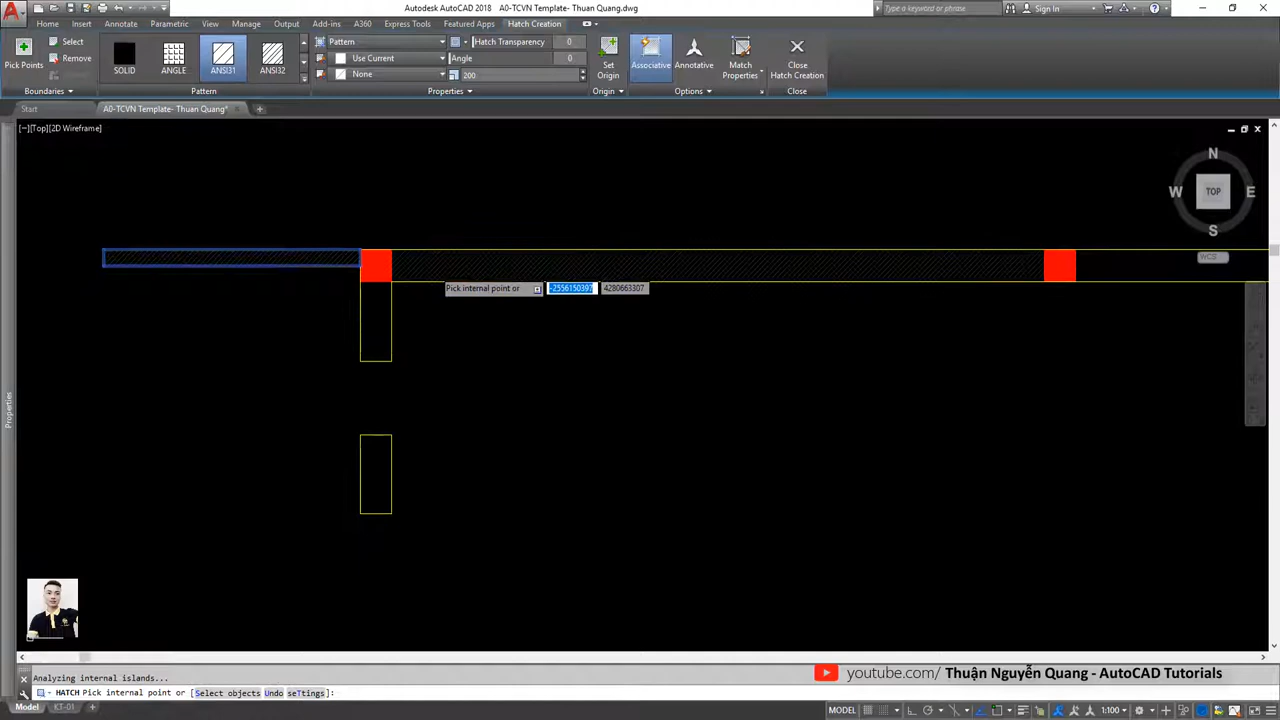 Autodesk AutoCAD 2018 A0-TCVN Template- Thuan Quang.dwg
Type a keyword or phrase
Sign In
Home Insert Annotate Parametric View Manage Output Add-ins A360 Express Tools Featured Apps Hatch Creation
Pick Points
Select
Remove
Boundaries
SOLID
ANGLE
ANSI31
ANSI32
Pattern
Pattern
Use Current
None
Hatch Transparency 0
Angle 0
200
Properties
Set
Origin
Origin
Associative
Annotative
Match
Properties
Options
Close
Hatch Creation
Close
Start
A0-TCVN Template- Thuan Quang*
[−][Top][2D Wireframe]
N
W
TOP
E
S
WCS
Pick internal point or
-2556150397
4280663307
Properties
Analyzing internal islands...
HATCH Pick internal point or [Select objects Undo seTtings]:
youtube.com/ Thuận Nguyễn Quang - AutoCAD Tutorials
Model KT-01
MODEL
1:100